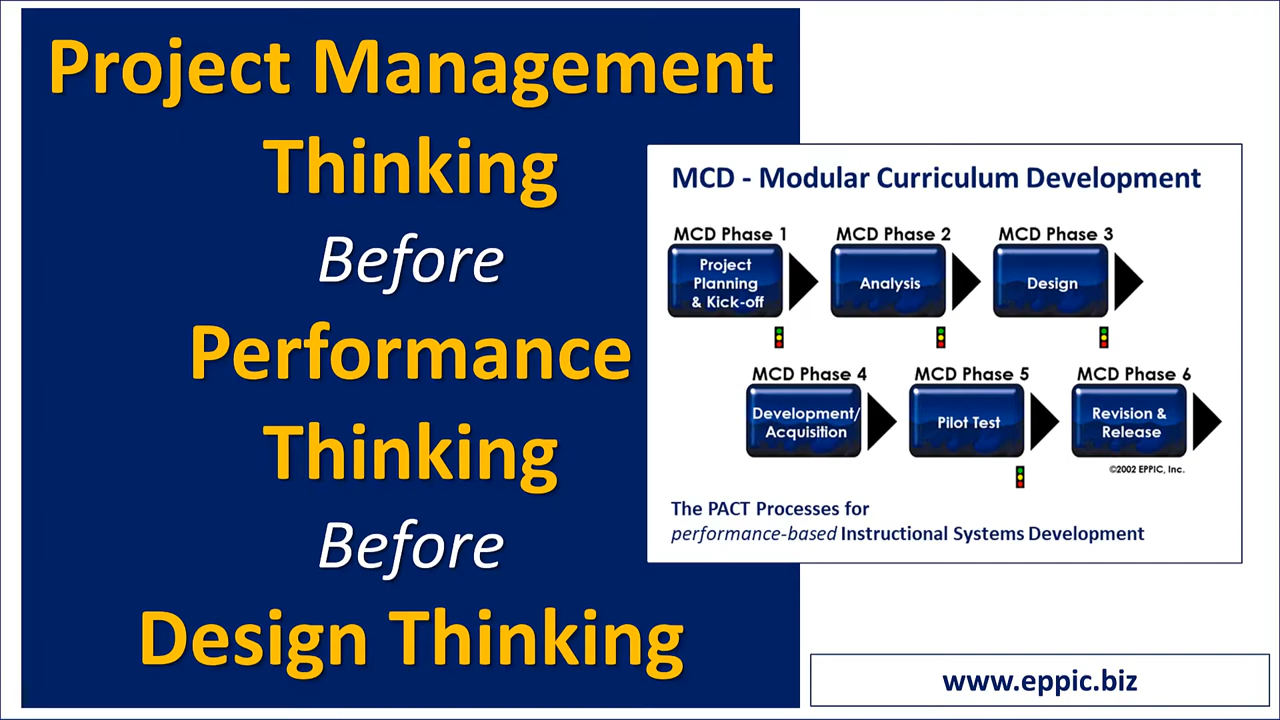 Project Management
Thinking
Before
Performance
Thinking
Before
Design Thinking
MCD - Modular Curriculum Development
MCD Phase 1
Project
Planning
& Kick-off
MCD Phase 2
Analysis
MCD Phase 3
Design
MCD Phase 4
Development/
Acquisition
MCD Phase 5
Pilot Test
MCD Phase 6
Revision &
Release
©2002 EPPIC, Inc.
The PACT Processes for
performance-based Instructional Systems Development
www.eppic.biz